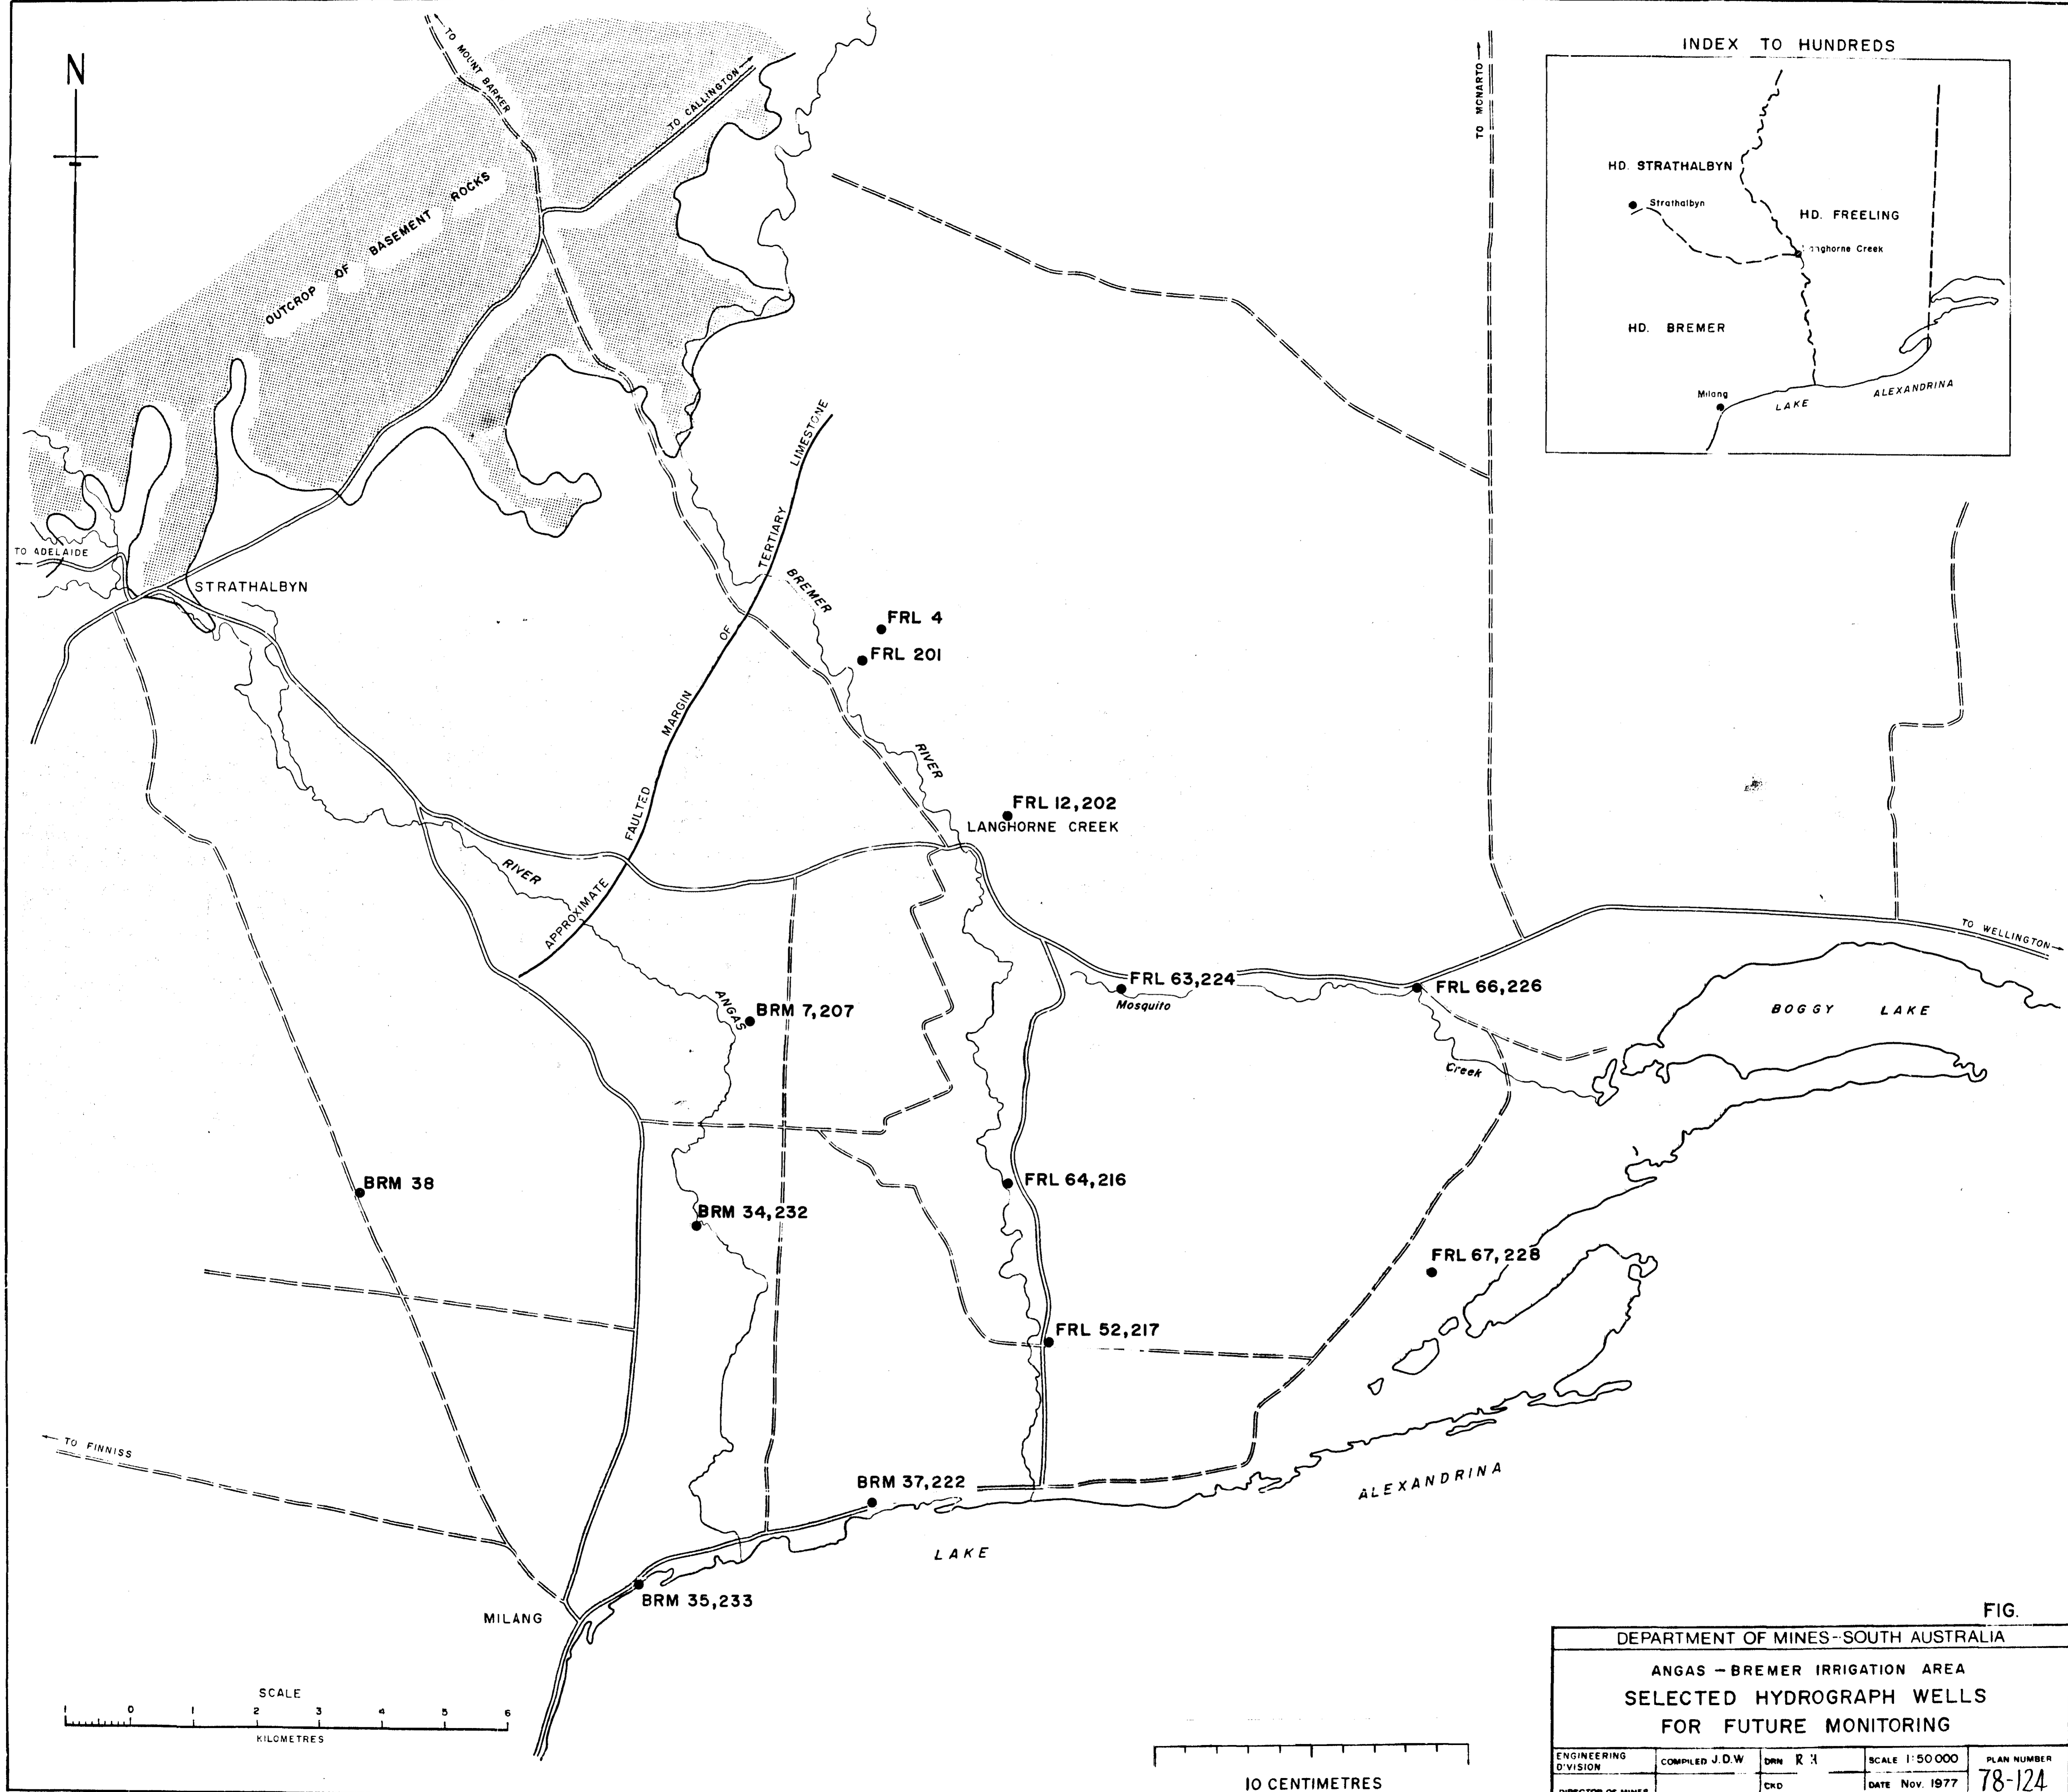 N
TO MOUNT BARKER
TO CALLINGTON
OUTCROP OF BASEMENT ROCKS
TO MONARTO
INDEX TO HUNDREDS
HD. STRATHALBYN
Strathalbyn
HD. FREELING
Langhorne Creek
HD. BREMER
Milang
LAKE ALEXANDRINA
TO ADELAIDE
STRATHALBYN
APPROXIMATE FAULTED MARGIN OF TERTIARY LIMESTONE
BREMER
RIVER
FRL 4
FRL 201
FRL 12,202
LANGHORNE CREEK
RIVER
ANGAS
BRM 7,207
FRL 63,224
Mosquito
FRL 66,226
Creek
TO WELLINGTON
BOGGY LAKE
BRM 38
BRM 34,232
FRL 64,216
FRL 67,228
FRL 52,217
TO FINNISS
BRM 37,222
LAKE
ALEXANDRINA
BRM 35,233
MILANG
SCALE
1 0 1 2 3 4 5 6
KILOMETRES
10 CENTIMETRES
FIG.
DEPARTMENT OF MINES--SOUTH AUSTRALIA
ANGAS - BREMER IRRIGATION AREA
SELECTED HYDROGRAPH WELLS
FOR FUTURE MONITORING
ENGINEERING DIVISION
COMPILED J.D.W
DRN
SCALE 1:50 000
PLAN NUMBER
DIRECTOR OF MINES
CKD
DATE Nov. 1977
78-124